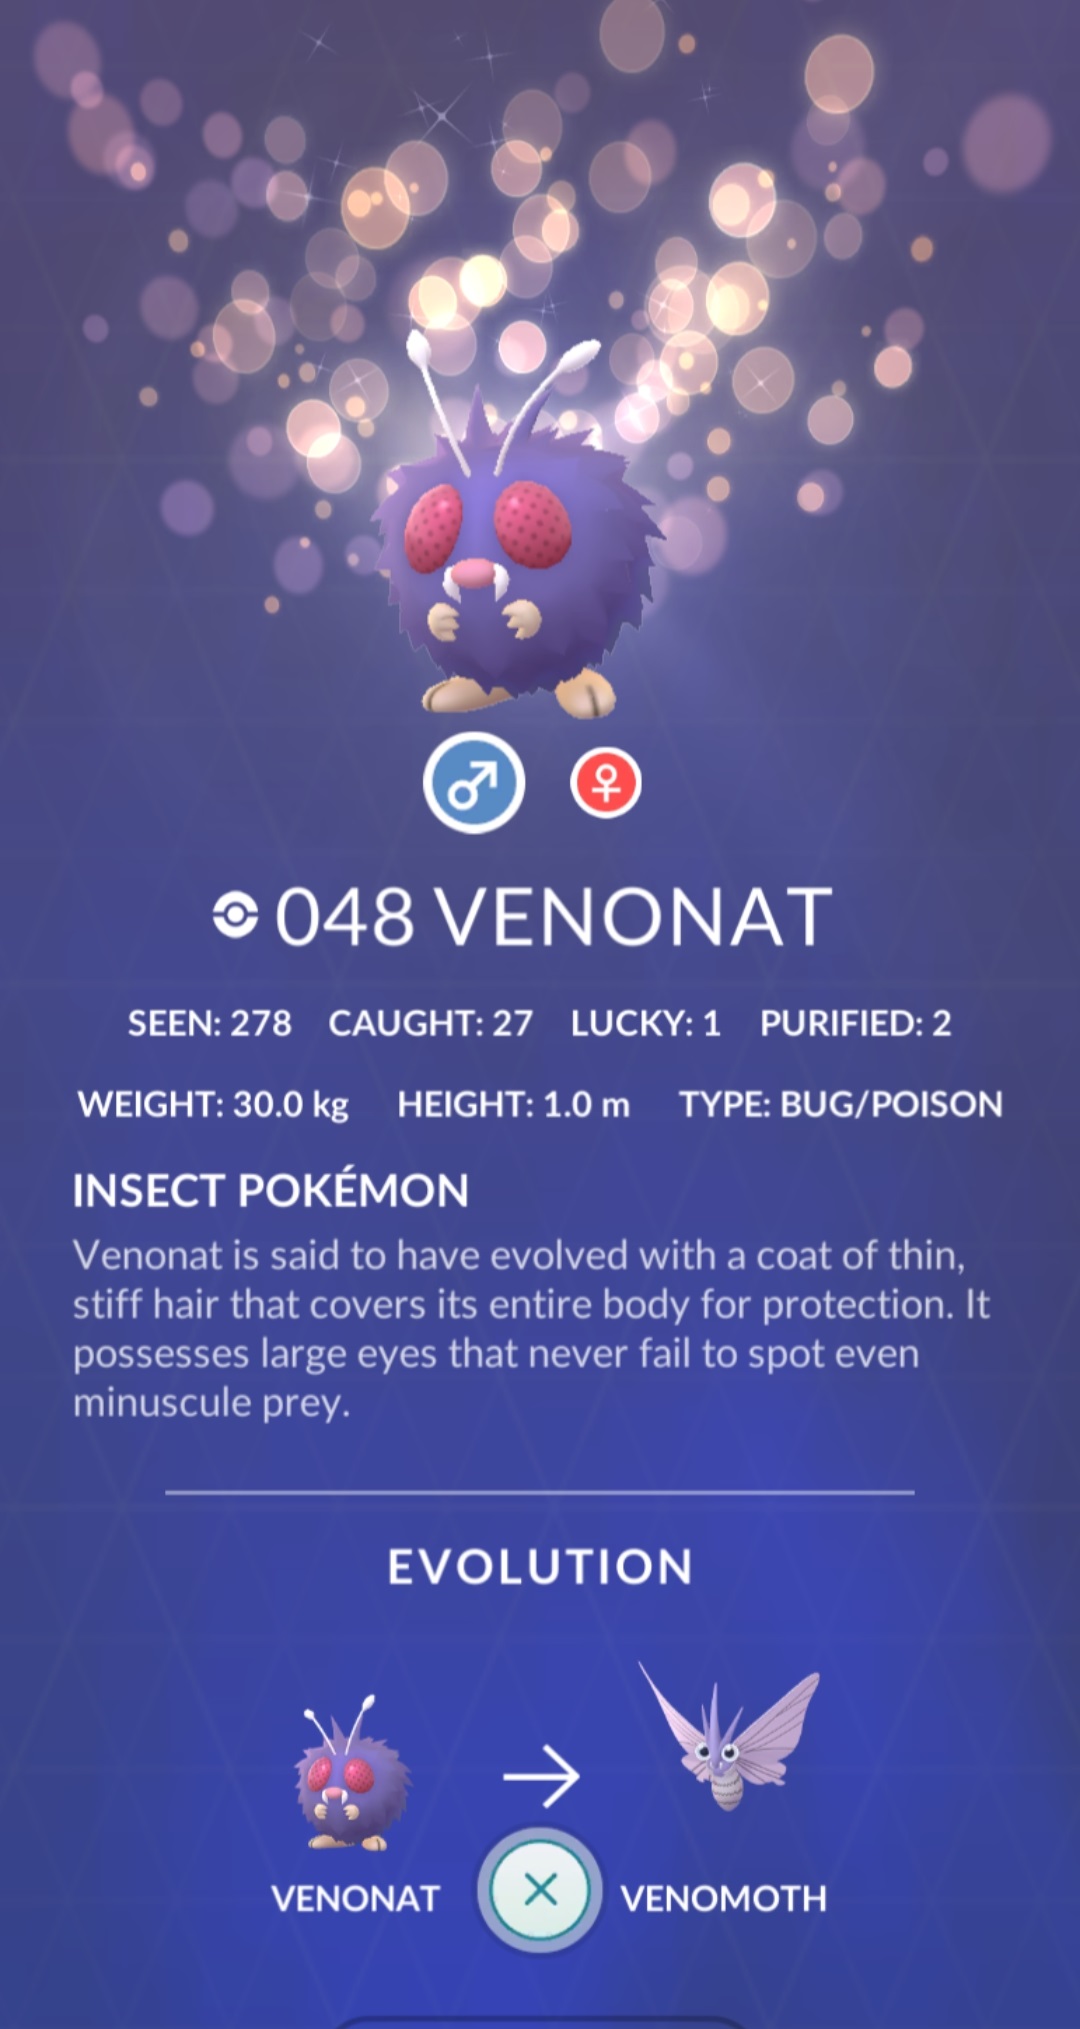 048 VENONAT
SEEN: 278 CAUGHT: 27 LUCKY: 1 PURIFIED: 2
WEIGHT: 30.0 kg HEIGHT: 1.0 m TYPE: BUG/POISON
INSECT POKÉMON
Venonat is said to have evolved with a coat of thin,
stiff hair that covers its entire body for protection. It
possesses large eyes that never fail to spot even
minuscule prey.
EVOLUTION
VENONAT VENOMOTH